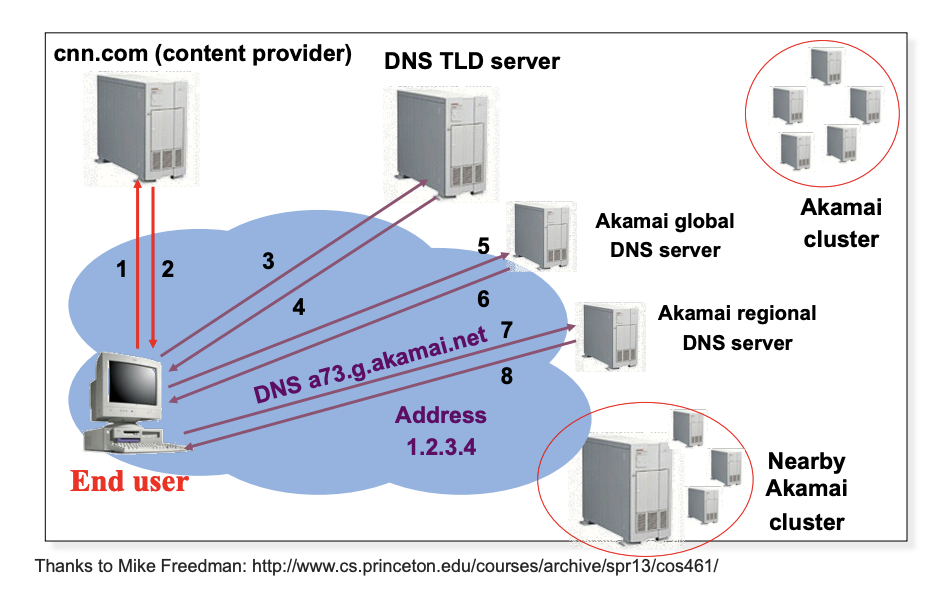 cnn.com (content provider)
DNS TLD server
Akamai
cluster
Akamai global
DNS server
1
2
3
4
5
6
Akamai regional
DNS server
7
8
DNS a73.g.akamai.net
Address
1.2.3.4
End user
Nearby
Akamai
cluster
Thanks to Mike Freedman: http://www.cs.princeton.edu/courses/archive/spr13/cos461/